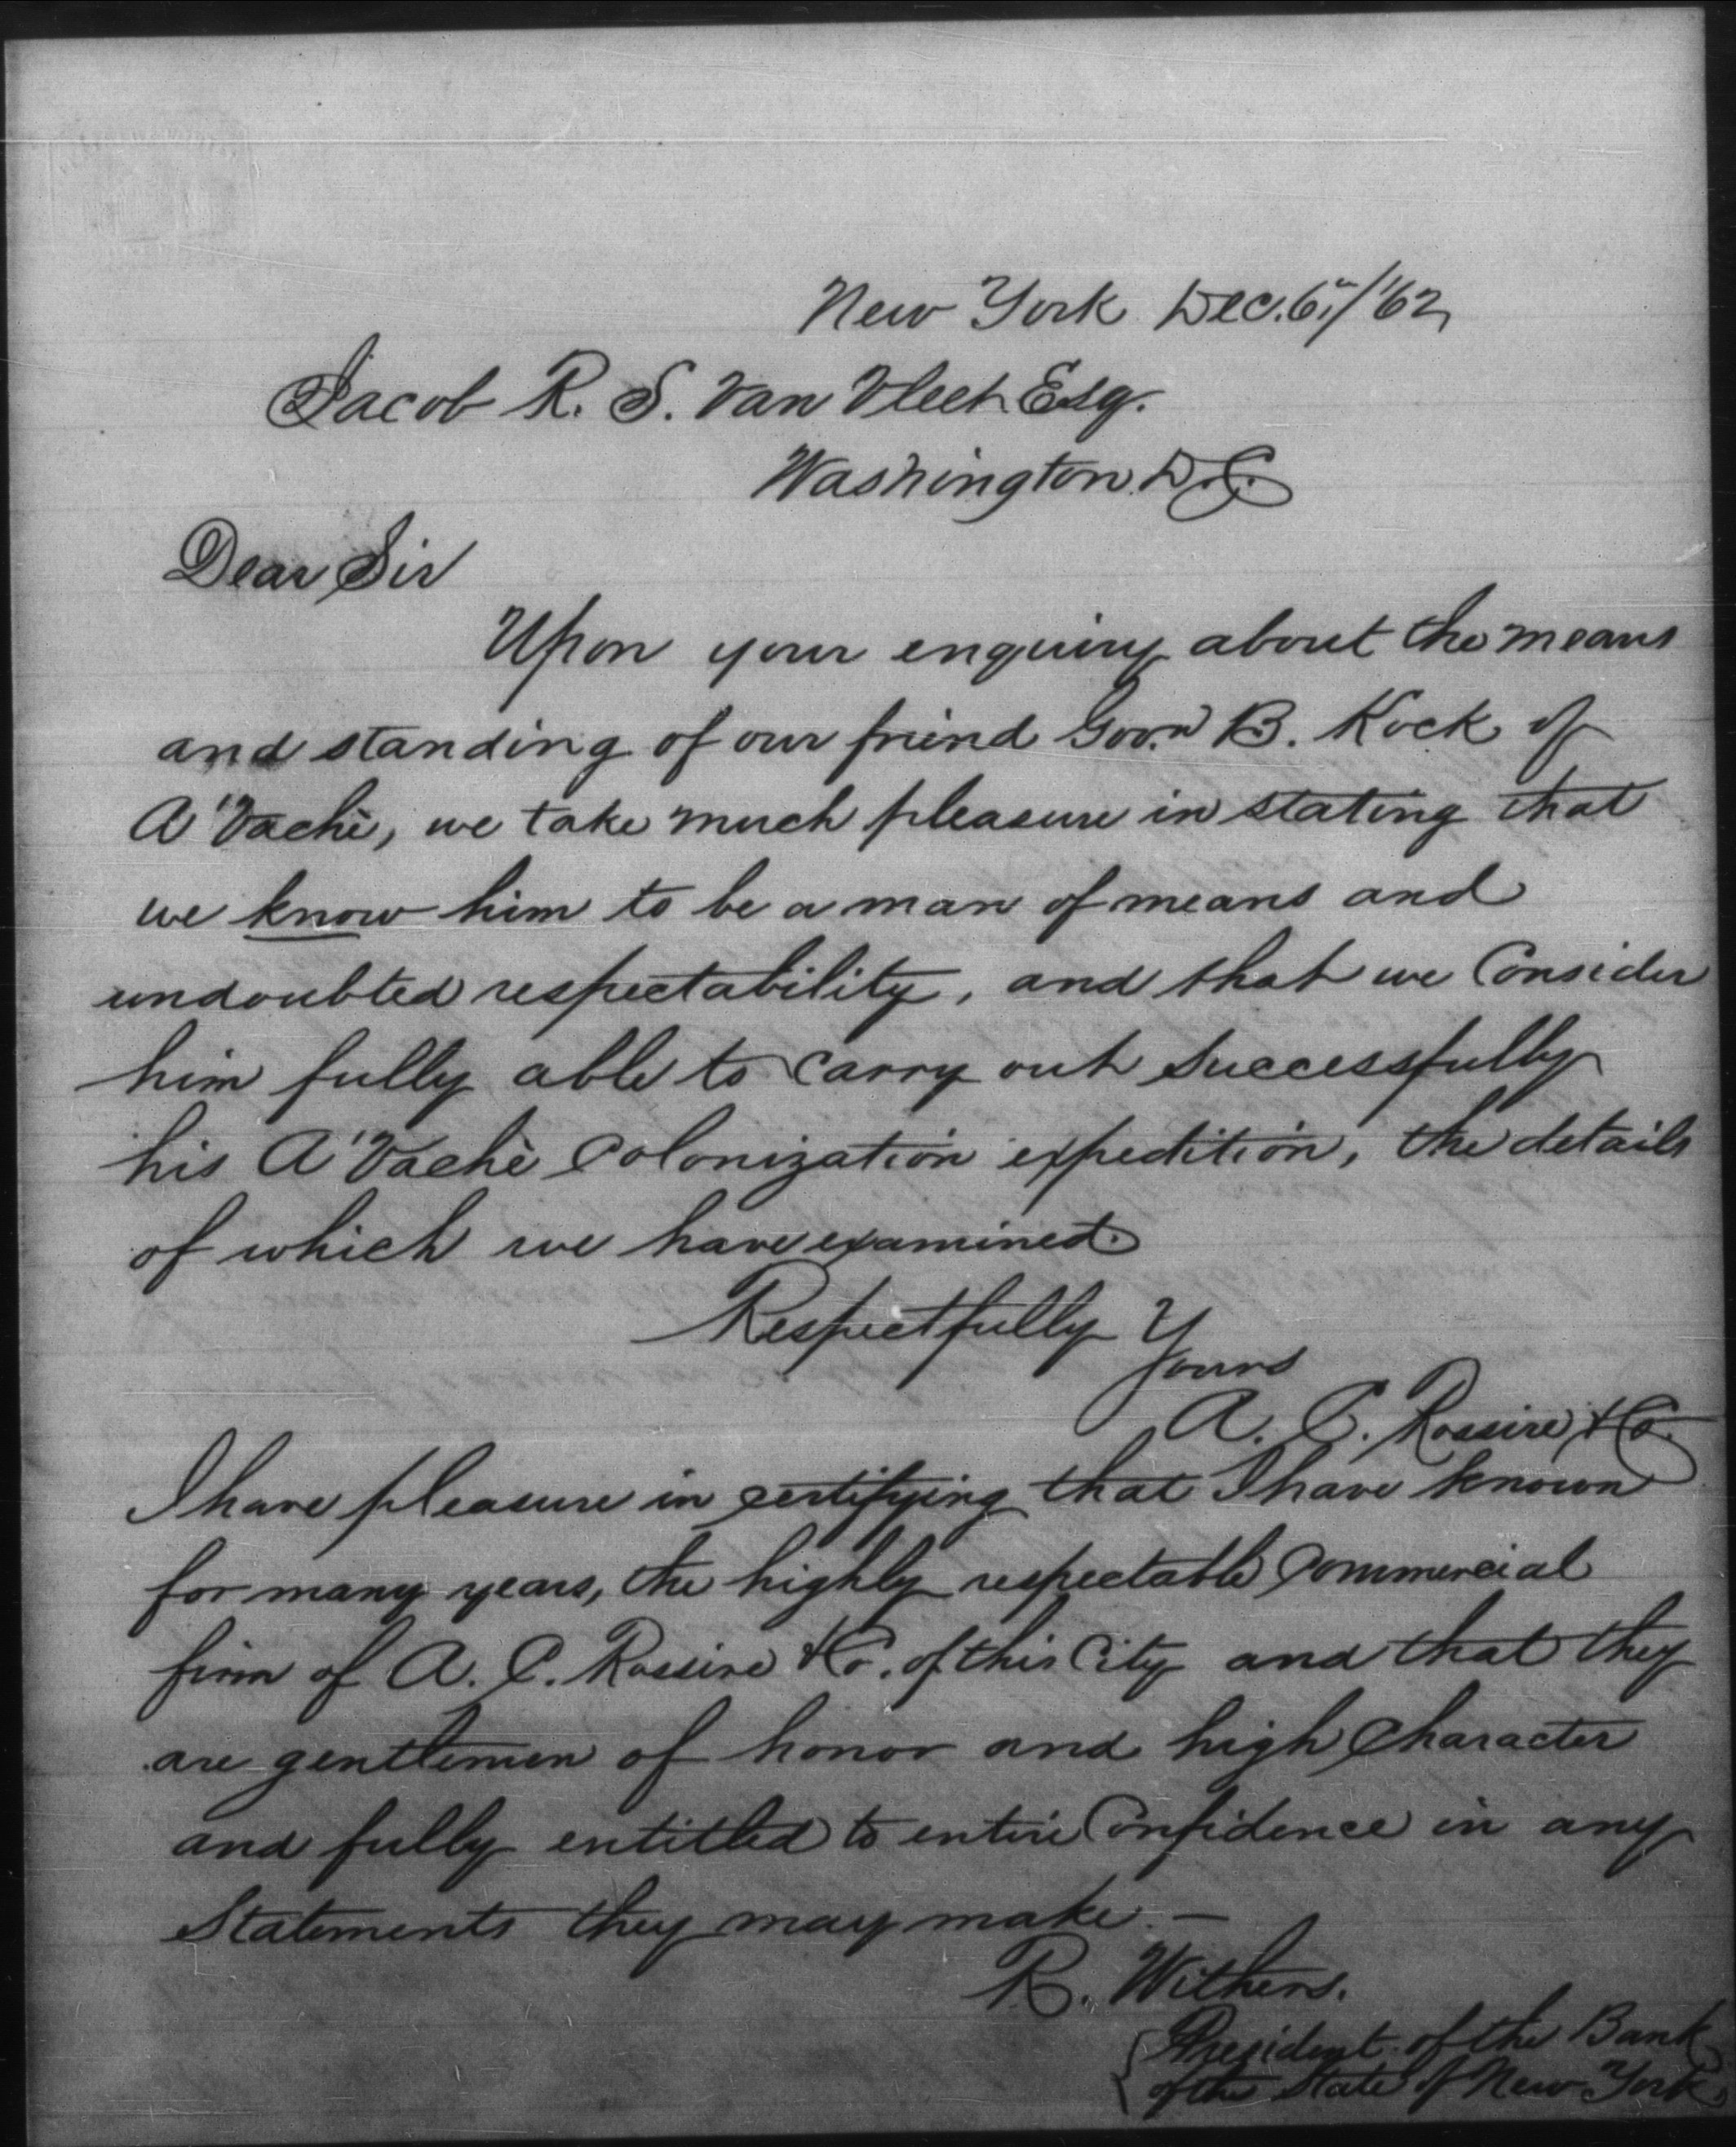 New York Dec. 6"/'62
Jacob R. S. Van Vleet Esq.
Washington D.C.
Dear Sir
Upon your enquiry about the means
and standing of our friend Gov.n B. Kock of
A'Vachè, we take much pleasure in stating that
we know him to be a man of means and
undoubted respectability, and that we Consider
him fully able to carry out successfully
his A'Vachè Colonization expedition, the details
of which we have examined.
Respectfully Y
Yours
A. C. Rossire & Co.
I have pleasure in certifying that I have known
for many years, the highly respectable Commercial
firm of A. C. Rossire & Co. of this City and that they
are gentlemen of honor and high Character
and fully entitled to entire Confidence in any
Statements they may make. —
R. Withers.
President of the Bank
of the State of New York.